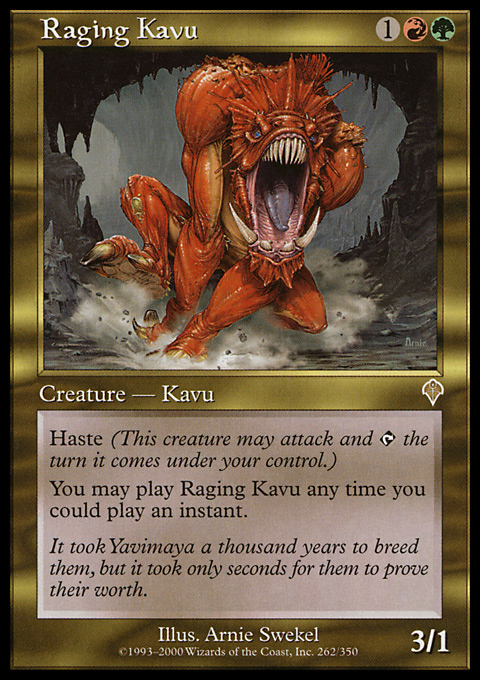 Raging Kavu 1
Arnie
Creature — Kavu
Haste (This creature may attack and the
turn it comes under your control.)
You may play Raging Kavu any time you
could play an instant.
It took Yavimaya a thousand years to breed
them, but it took only seconds for them to prove
their worth.
Illus. Arnie Swekel
3/1
©1993–2000 Wizards of the Coast, Inc. 262/350